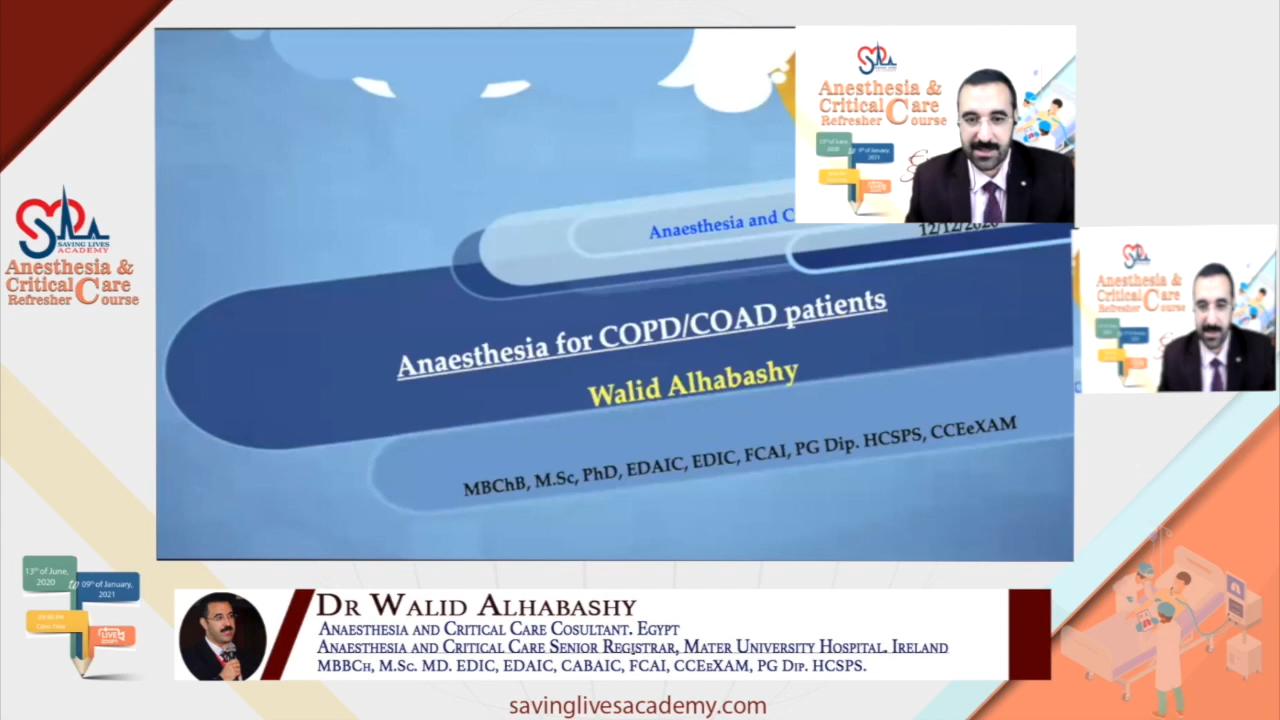 Anaesthesia and C
12/12/2020
Anaesthesia for COPD/COAD patients
Walid Alhabashy
MBChB, M.Sc, PhD, EDAIC, EDIC, FCAI, PG Dip. HCSPS, CCEeXAM
Anesthesia &
Critical Care
Refresher Course
Anesthesia &
Critical Care
Refresher Course
SAVING LIVES
ACADEMY
Anesthesia &
Critical Care
Refresher Course
13th of June,
2020
to 09th of January,
2021
LIVE
zoom
DR WALID ALHABASHY
ANAESTHESIA AND CRITICAL CARE COSULTANT. EGYPT
ANAESTHESIA AND CRITICAL CARE SENIOR REGISTRAR, MATER UNIVERSITY HOSPITAL. IRELAND
MBBCH, M.SC. MD. EDIC, EDAIC, CABAIC, FCAI, CCEEXAM, PG DIP. HCSPS.
savinglivesacademy.com